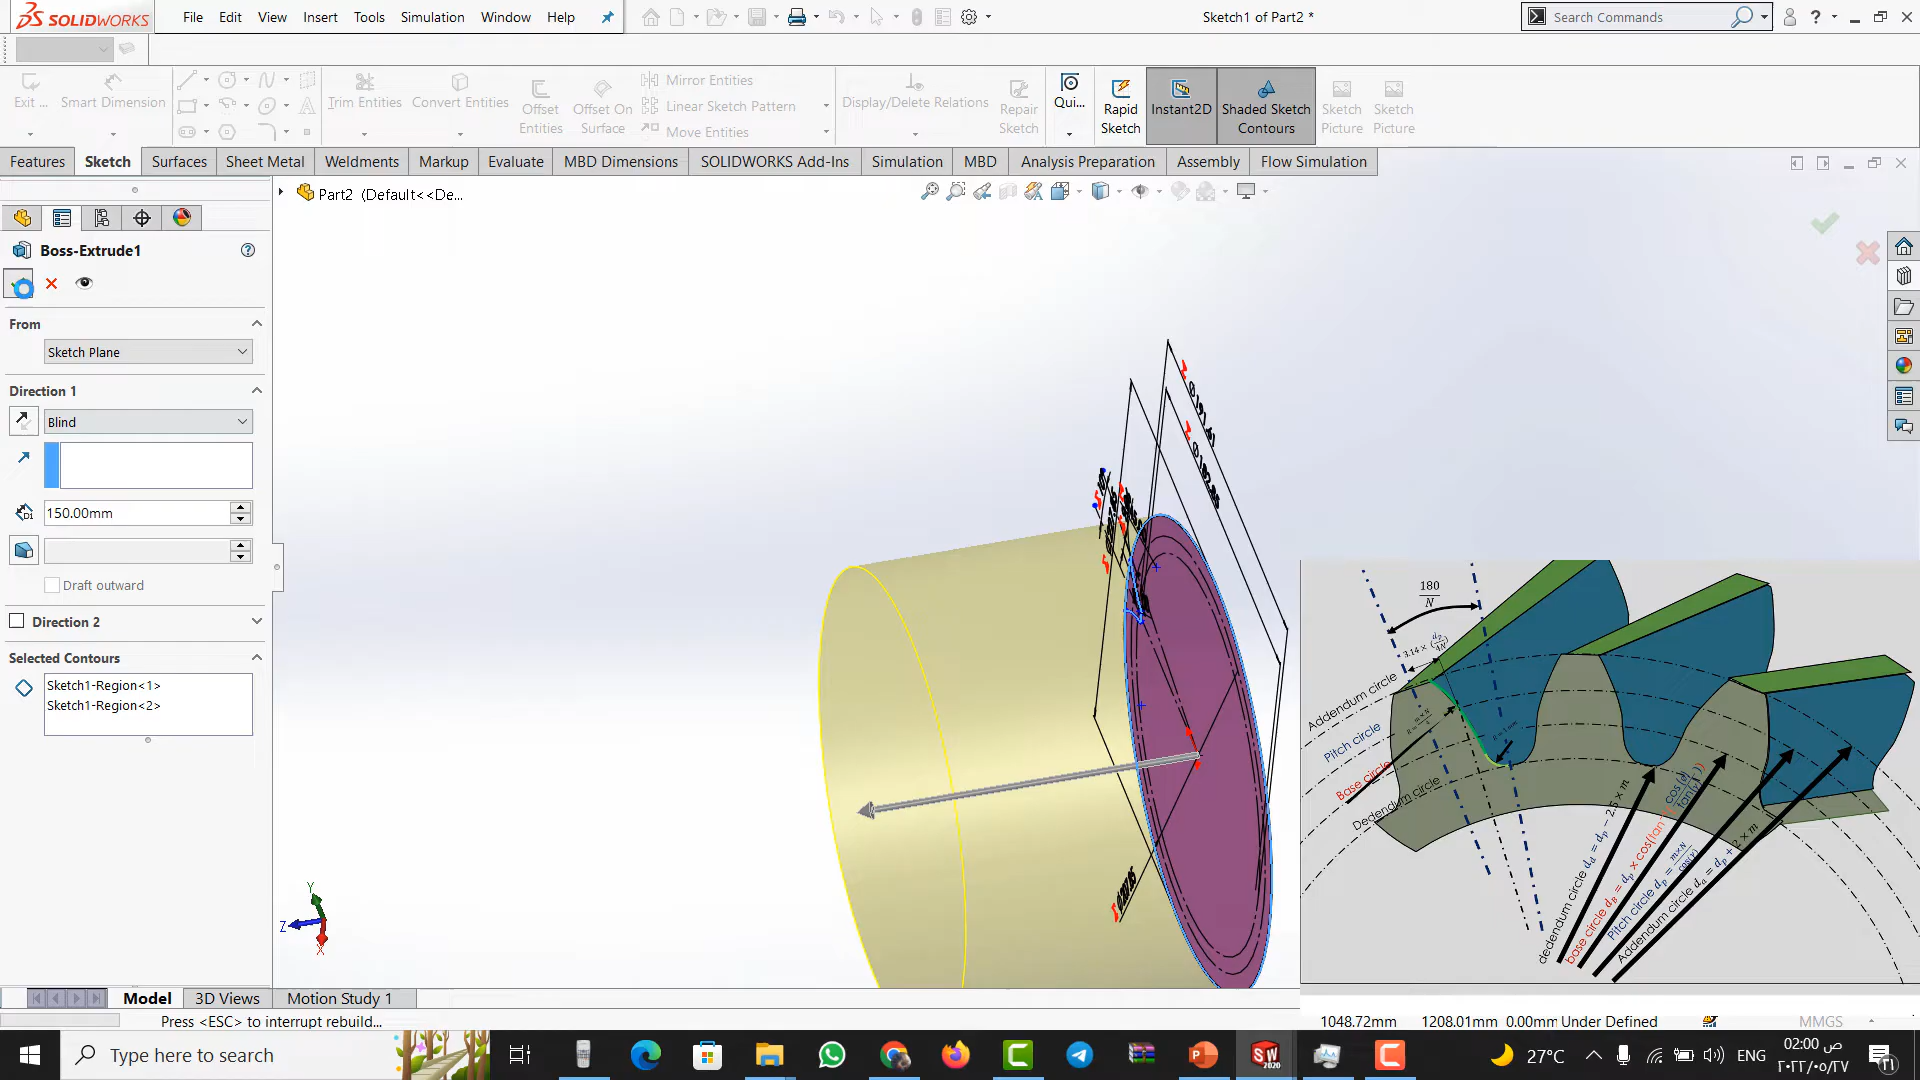 SOLIDWORKS
File Edit View Insert Tools Simulation Window Help
Sketch1 of Part2 *
Search Commands
Exit ...
Smart Dimension
Trim Entities
Convert Entities
Offset Entities
Offset On Surface
Mirror Entities
Linear Sketch Pattern
Move Entities
Display/Delete Relations
Repair Sketch
Qui...
Rapid Sketch
Instant2D
Shaded Sketch Contours
Sketch Picture
Sketch Picture
Features Sketch Surfaces Sheet Metal Weldments Markup Evaluate MBD Dimensions SOLIDWORKS Add-Ins Simulation MBD Analysis Preparation Assembly Flow Simulation
Part2 (Default<<De...
Boss-Extrude1
From
Sketch Plane
Direction 1
Blind
150.00mm
Draft outward
Direction 2
Selected Contours
Sketch1-Region<1>
Sketch1-Region<2>
Y
Z
X
180
N
Addendum circle
Pitch circle
Base circle
Dedendum circle
Model 3D Views Motion Study 1
Press <ESC> to interrupt rebuild...
1048.72mm 1208.01mm 0.00mm Under Defined
MMGS
Type here to search
SW 2020
27°C
ENG
02:00 ص
٢٠٢٢/٠٥/٢٧
٢١